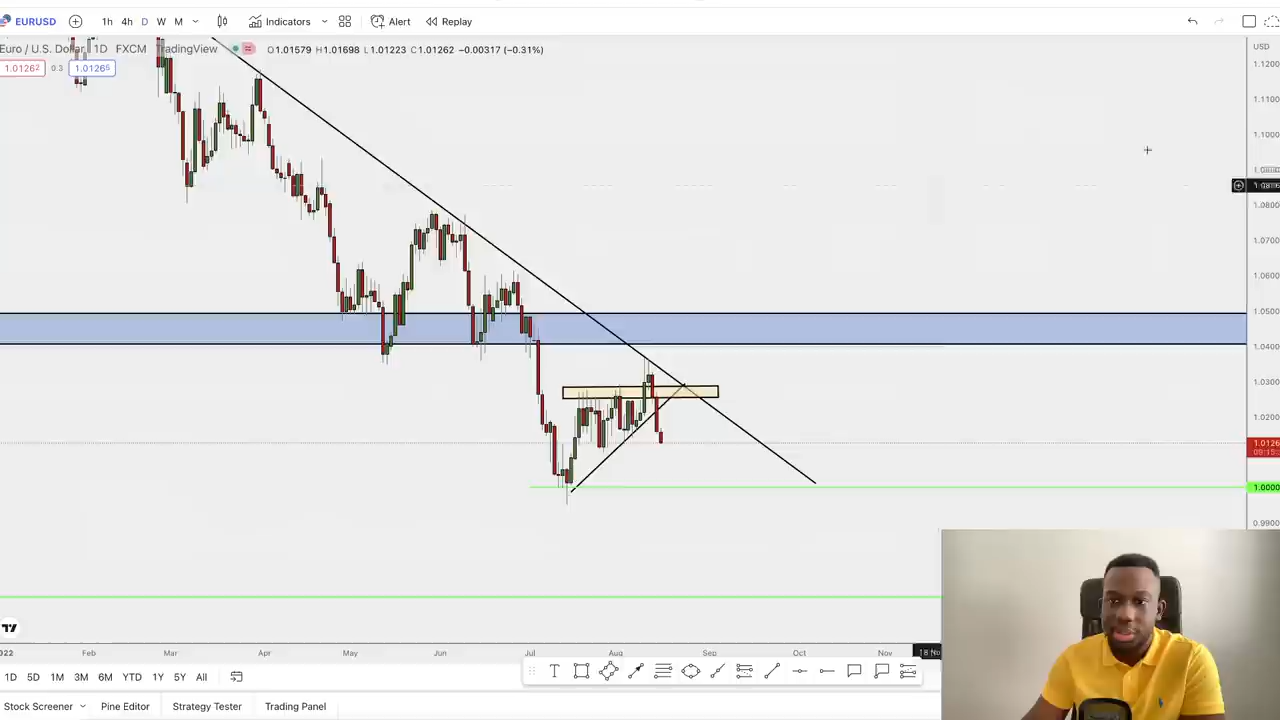 EURUSD 1h 4h D W M Indicators Alert Replay
Euro / U.S. Dollar 1D FXCM TradingView O1.01579 H1.01698 L1.01223 C1.01262 −0.00317 (−0.31%)
USD
1.01262 0.3 1.01265
1.1200
1.1100
1.1000
1.0800
1.0700
1.0600
1.0500
1.0400
1.0300
1.0200
1.0126
1.0000
0.9900
2022 Feb Mar Apr May Jun Jul Aug Sep Oct Nov
1D 5D 1M 3M 6M YTD 1Y 5Y All
Stock Screener Pine Editor Strategy Tester Trading Panel